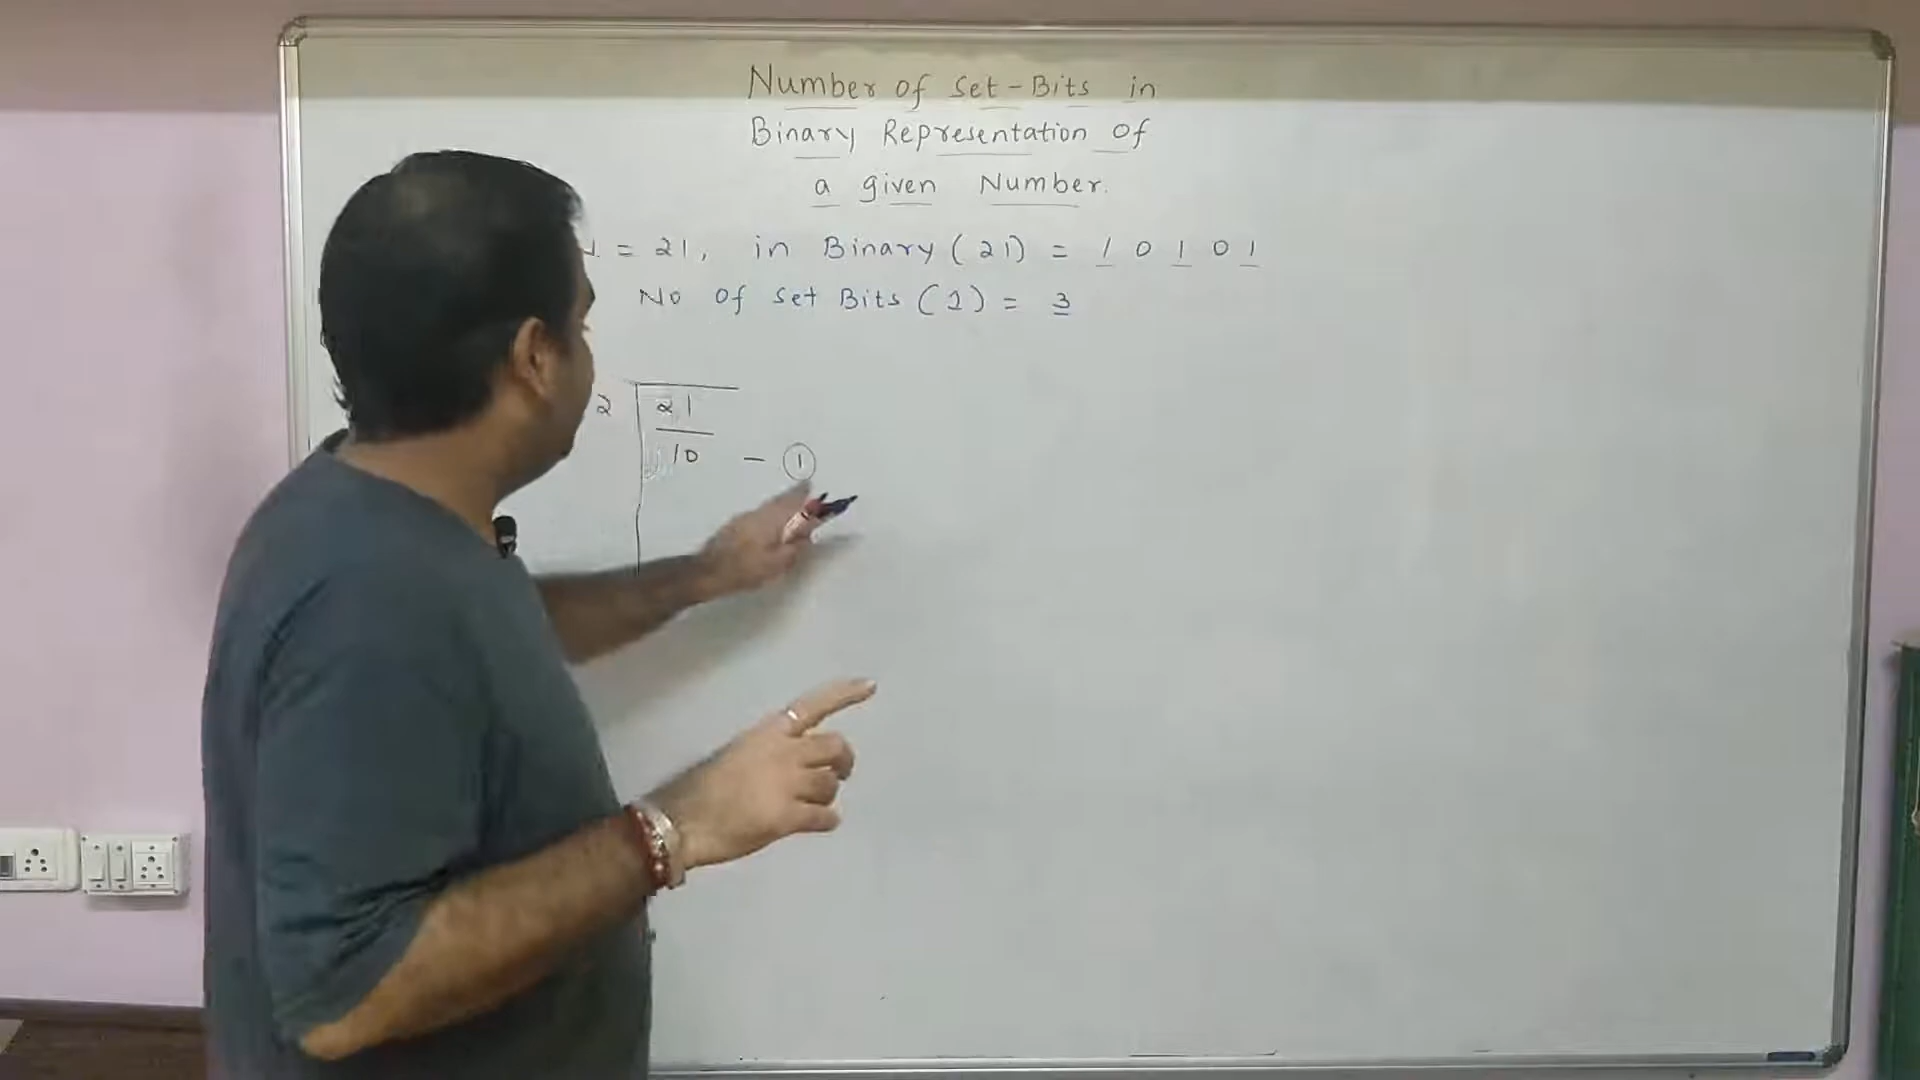 Number of Set-Bits in
Binary Representation of
a given Number.
= 21, in Binary (21) = 1 0 1 0 1
No of Set Bits (1) = 3
2 21
10 - 1